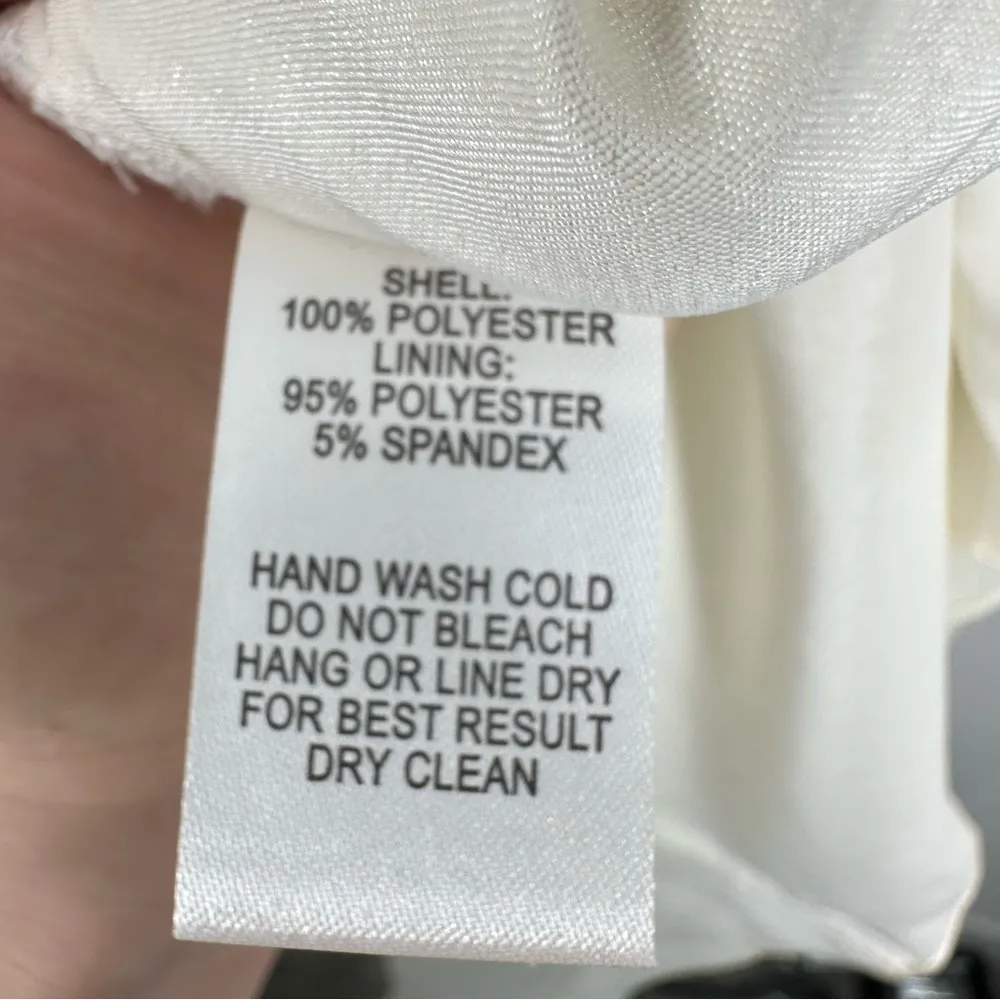 SHELL:
100% POLYESTER
LINING:
95% POLYESTER
5% SPANDEX
HAND WASH COLD
DO NOT BLEACH
HANG OR LINE DRY
FOR BEST RESULT
DRY CLEAN